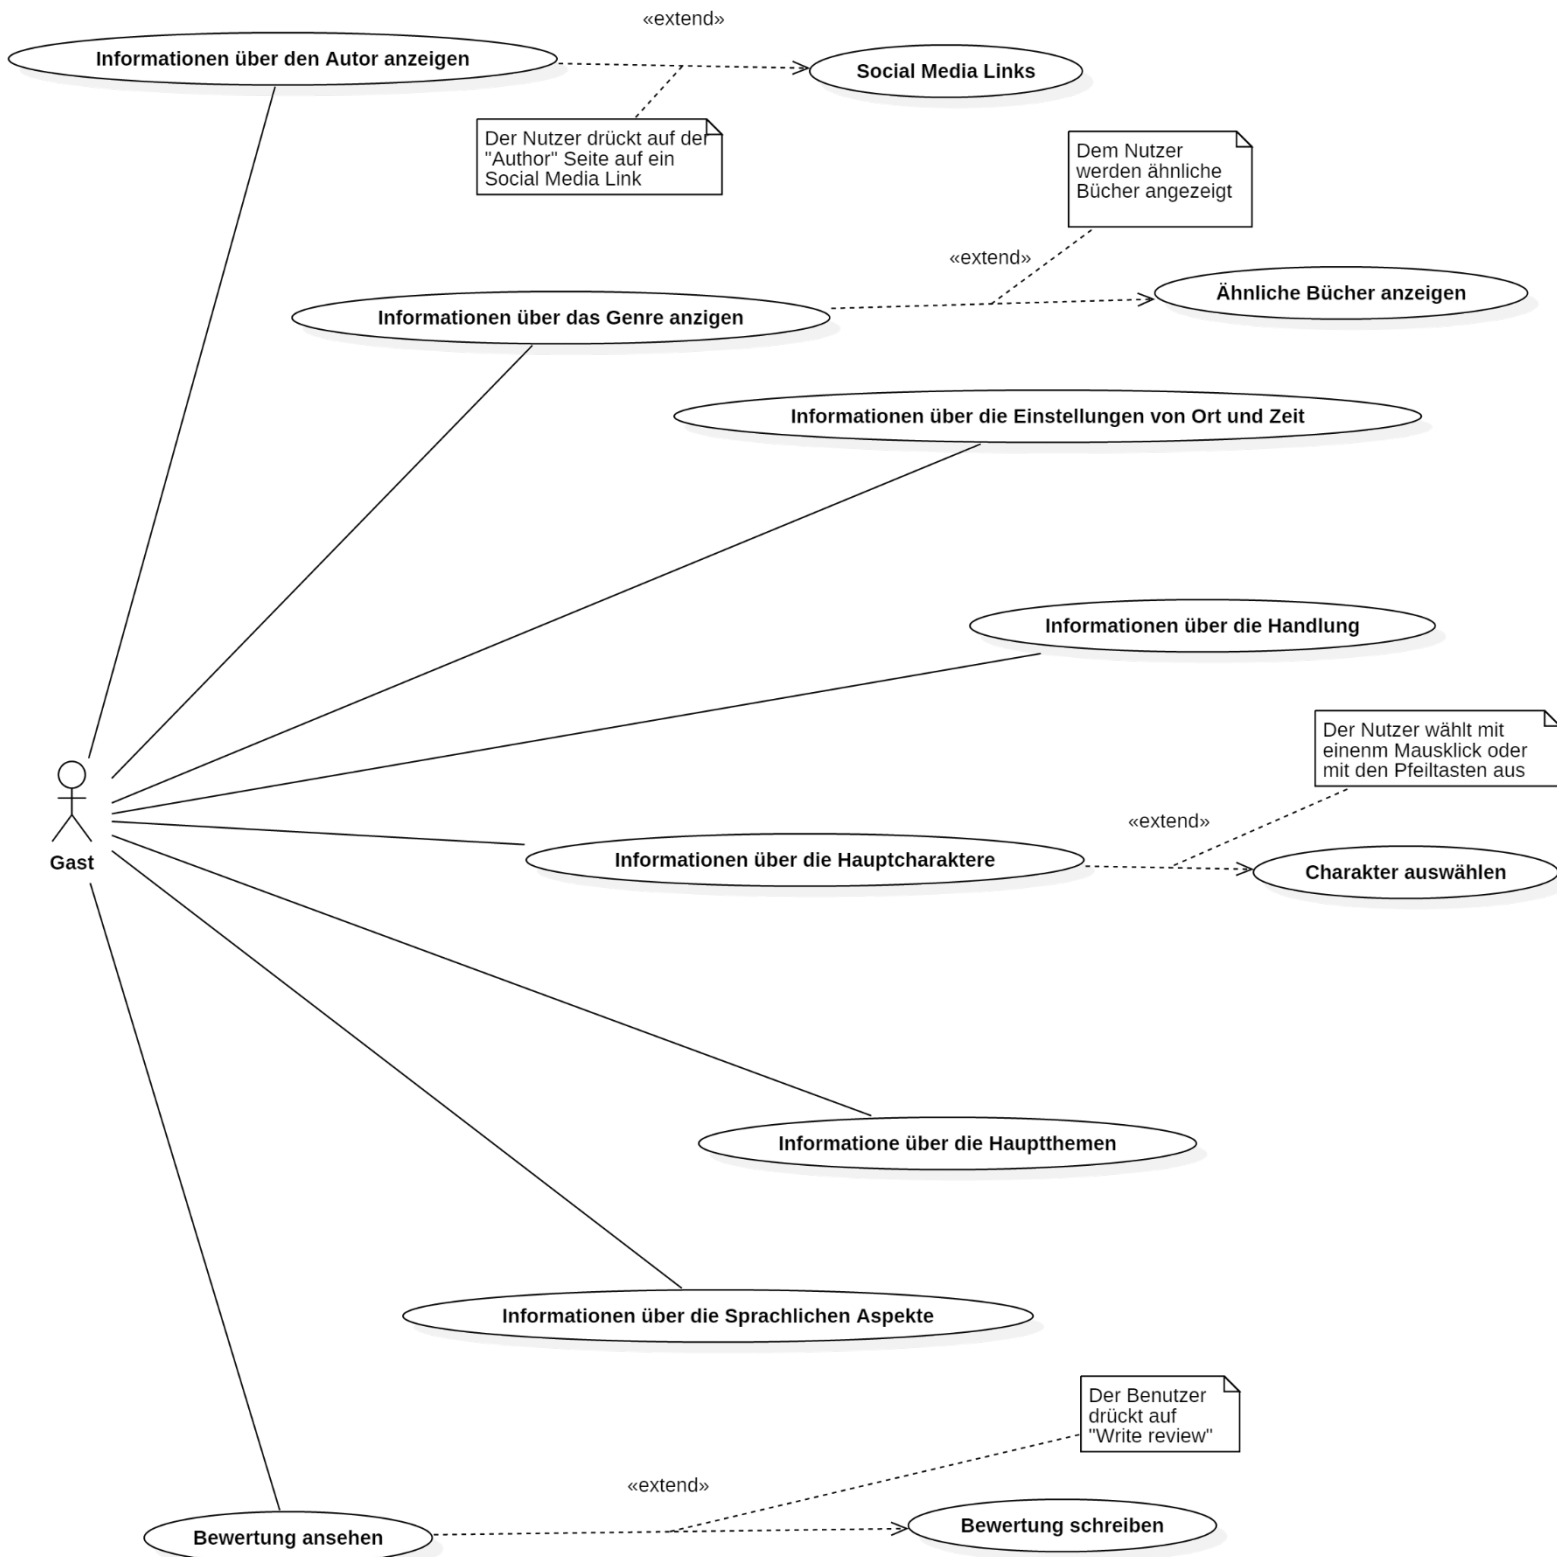 «extend»
Informationen über den Autor anzeigen
Social Media Links
Der Nutzer drückt auf der
"Author" Seite auf ein
Social Media Link
Dem Nutzer
werden ähnliche
Bücher angezeigt
«extend»
Ähnliche Bücher anzeigen
Informationen über das Genre anzigen
Informationen über die Einstellungen von Ort und Zeit
Informationen über die Handlung
Der Nutzer wählt mit
einenm Mausklick oder
mit den Pfeiltasten aus
«extend»
Informationen über die Hauptcharaktere
Gast
Charakter auswählen
Informatione über die Hauptthemen
Informationen über die Sprachlichen Aspekte
Der Benutzer
drückt auf
"Write review"
«extend»
Bewertung schreiben
Bewertung ansehen